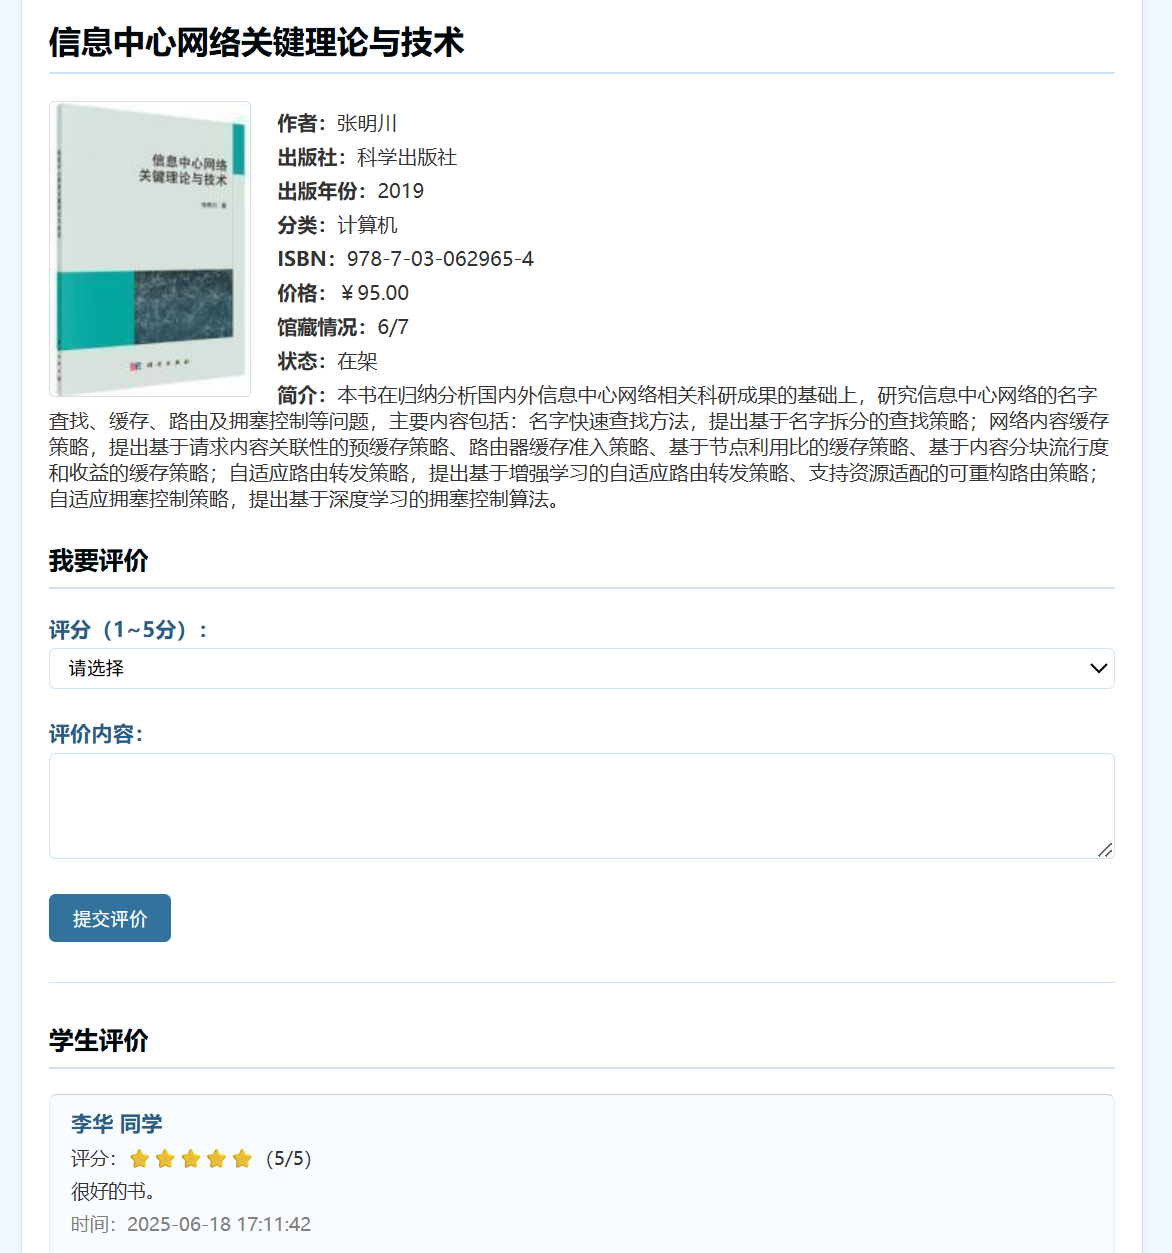 信息中心网络关键理论与技术
信息中心网络
关键理论与技术
作者：张明川
出版社：科学出版社
出版年份：2019
分类：计算机
ISBN：978-7-03-062965-4
价格：￥95.00
馆藏情况：6/7
状态：在架
简介：本书在归纳分析国内外信息中心网络相关科研成果的基础上，研究信息中心网络的名字
查找、缓存、路由及拥塞控制等问题，主要内容包括：名字快速查找方法，提出基于名字拆分的查找策略；网络内容缓存
策略，提出基于请求内容关联性的预缓存策略、路由器缓存准入策略、基于节点利用比的缓存策略、基于内容分块流行度
和收益的缓存策略；自适应路由转发策略，提出基于增强学习的自适应路由转发策略、支持资源适配的可重构路由策略；
自适应拥塞控制策略，提出基于深度学习的拥塞控制算法。
我要评价
评分（1~5分）：
请选择
评价内容：
提交评价
学生评价
李华 同学
评分：⭐⭐⭐⭐⭐（5/5）
很好的书。
时间：2025-06-18 17:11:42